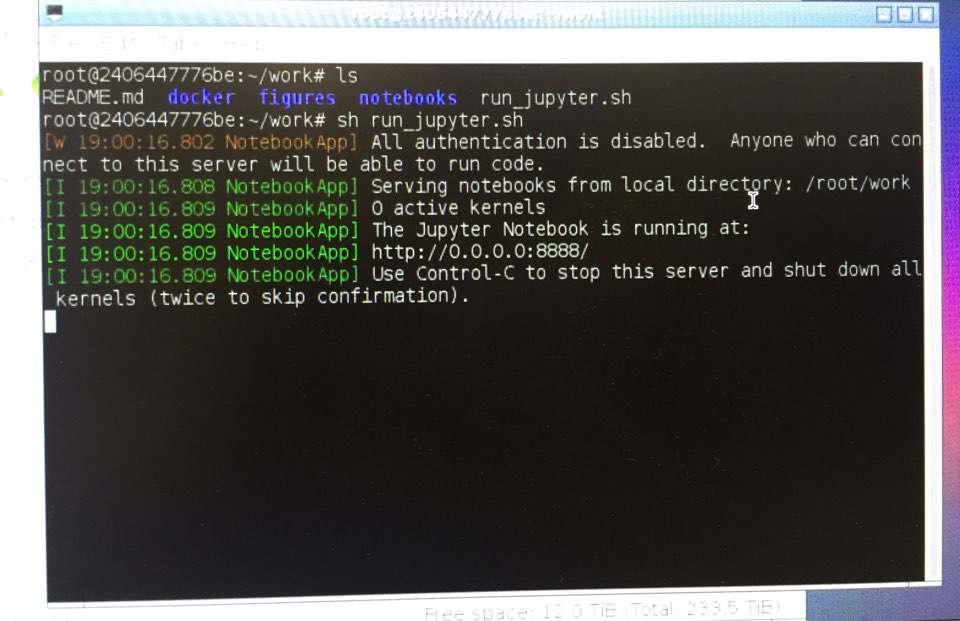 root@2406447776be: ~/work
File Edit Tabs Help
root@2406447776be:~/work# ls
README.md docker figures notebooks run_jupyter.sh
root@2406447776be:~/work# sh run_jupyter.sh
[W 19:00:16.802 NotebookApp] All authentication is disabled. Anyone who can con
nect to this server will be able to run code.
[I 19:00:16.808 NotebookApp] Serving notebooks from local directory: /root/work
[I 19:00:16.809 NotebookApp] 0 active kernels
[I 19:00:16.809 NotebookApp] The Jupyter Notebook is running at:
[I 19:00:16.809 NotebookApp] http://0.0.0.0:8888/
[I 19:00:16.809 NotebookApp] Use Control-C to stop this server and shut down all
kernels (twice to skip confirmation).
Free space: 12.0 TiB (Total: 233.5 TiB)